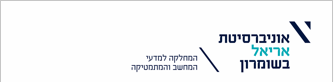 אוניברסיטת
אריאל
בשומרון
המחלקה למדעי
המחשב והמתמטיקה